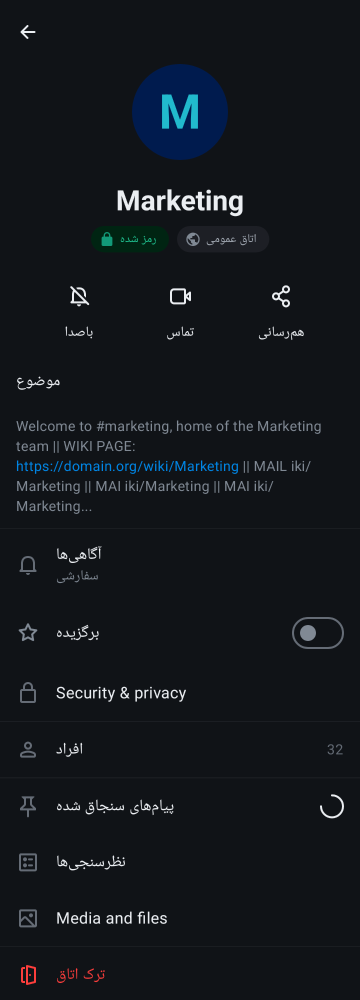 M
Marketing
رمز شده
اتاق عمومی
باصدا
تماس
هم‌رسانی
موضوع
Welcome to #marketing, home of the Marketing
team || WIKI PAGE:
https://domain.org/wiki/Marketing || MAIL iki/
Marketing || MAI iki/Marketing || MAI iki/
Marketing...
آگاهی‌ها
سفارشی
برگزیده
Security & privacy
افراد
32
پیام‌های سنجاق شده
نظرسنجی‌ها
Media and files
ترک اتاق